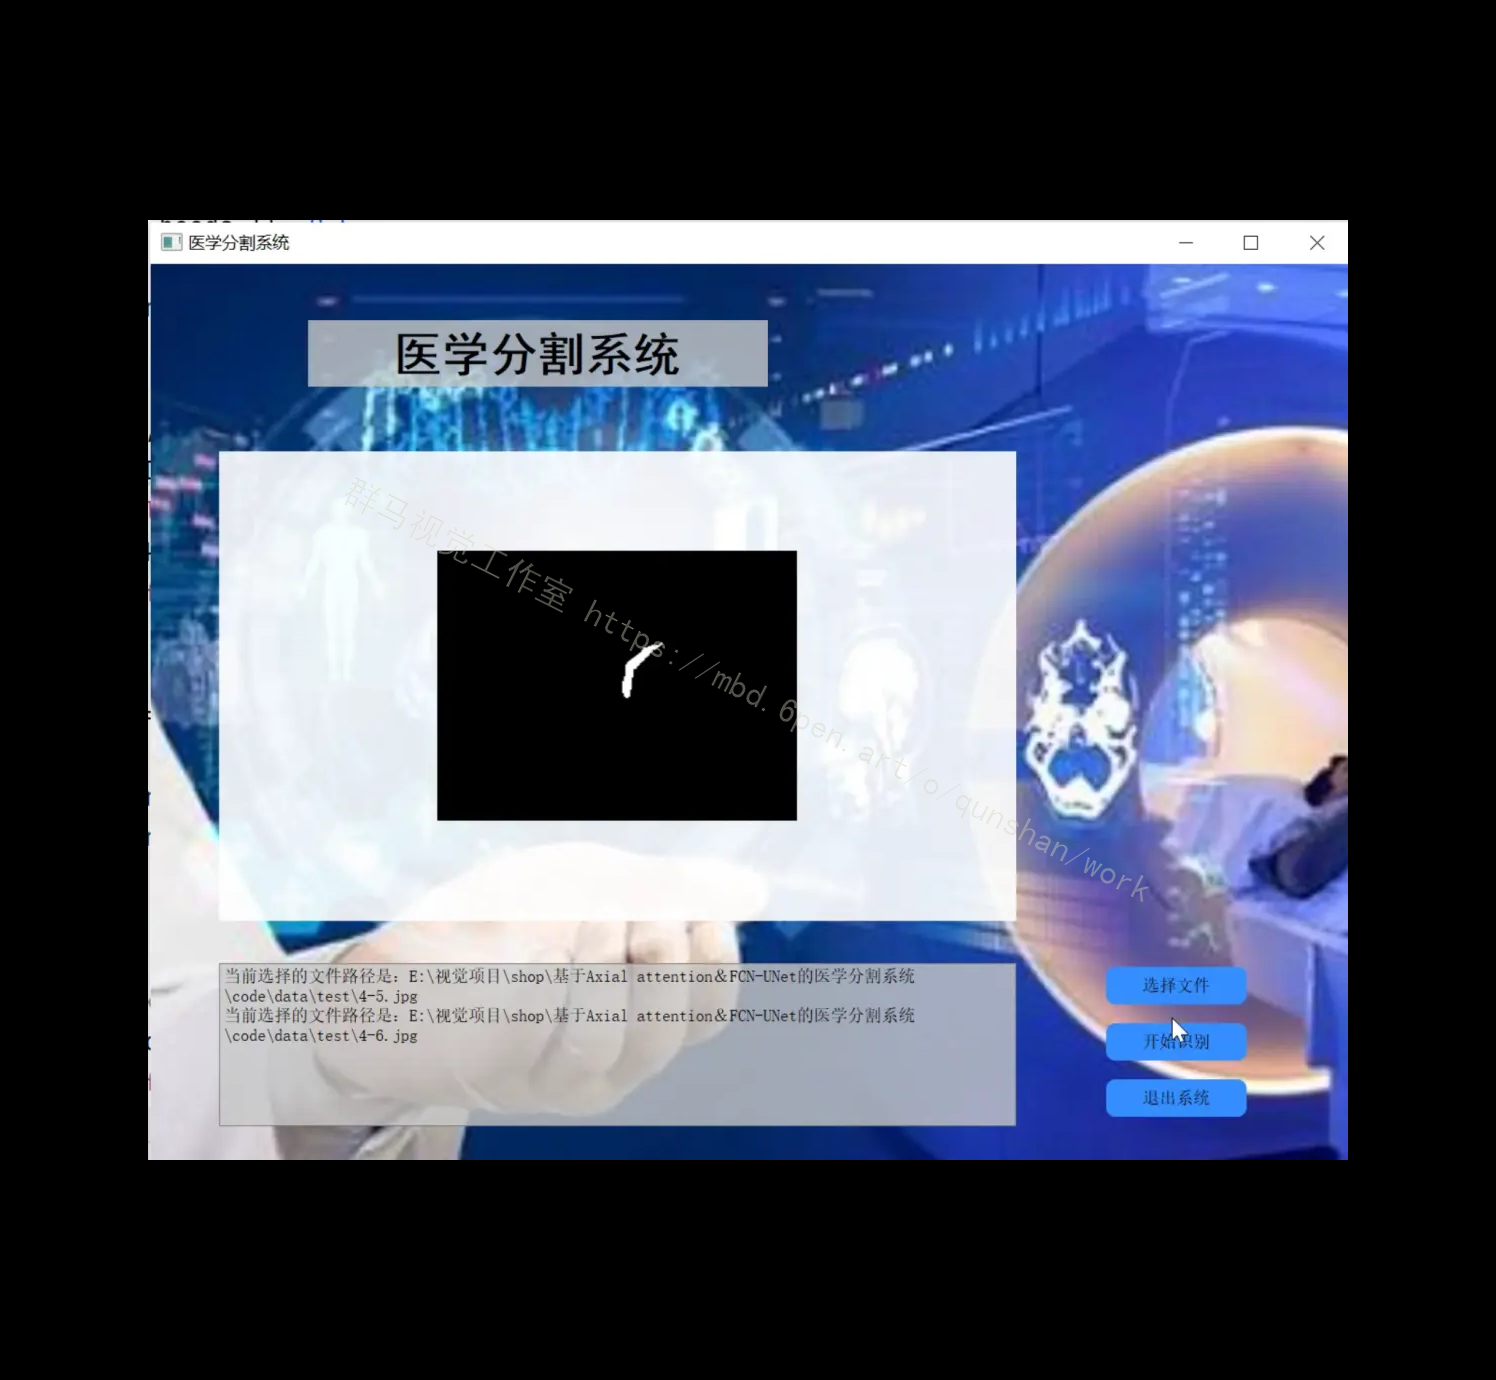 医学分割系统
医学分割系统
群马视觉工作室 https://mbd.6pen.art/o/qunshan/work
当前选择的文件路径是: E:\视觉项目\shop\基于Axial attention&FCN-UNet的医学分割系统
\code\data\test\4-5.jpg
当前选择的文件路径是: E:\视觉项目\shop\基于Axial attention&FCN-UNet的医学分割系统
\code\data\test\4-6.jpg
选择文件
开始识别
退出系统